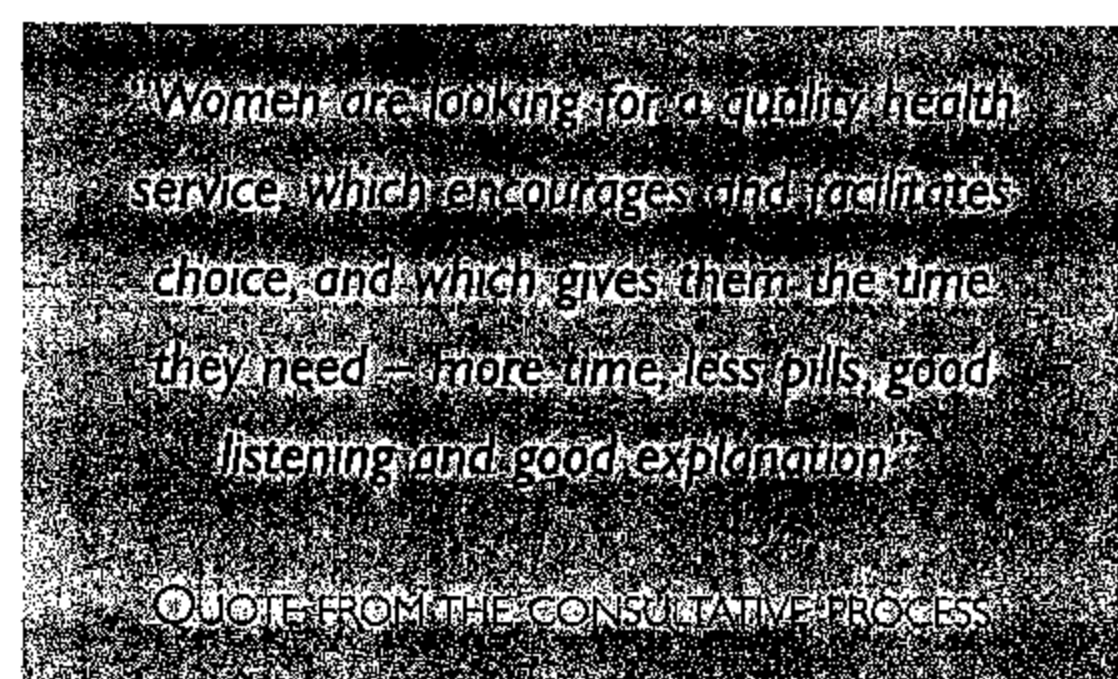 "Women are looking for a quality health
service, which encourages and facilitates
choice, and which gives them the time
they need – more time, less pills, good
listening and good explanation"
QUOTE FROM THE CONSULTATIVE PROCESS